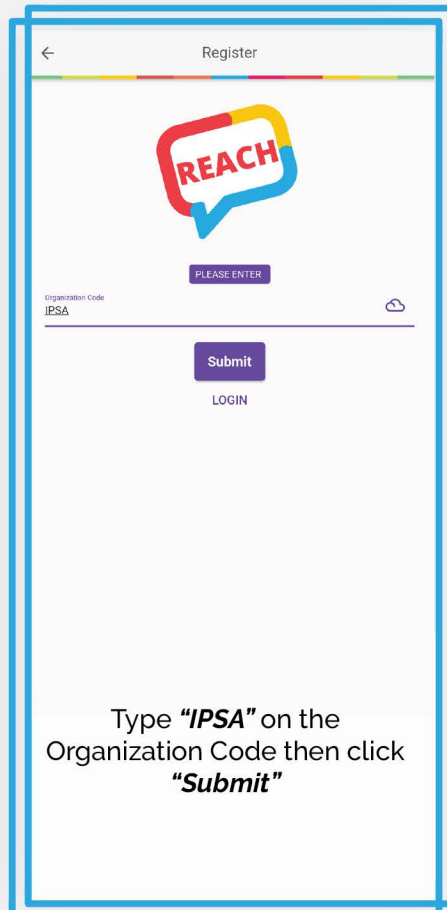 Register
REACH
PLEASE ENTER
Organization Code
IPSA
Submit
LOGIN
Type “IPSA” on the
Organization Code then click
“Submit”